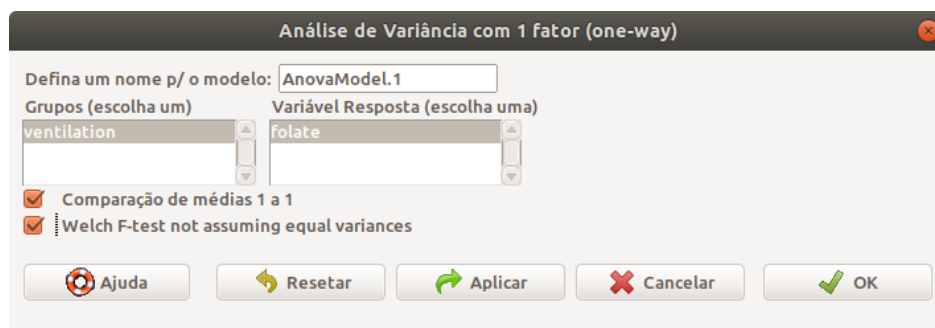 Análise de Variância com 1 fator (one-way)
Defina um nome p/ o modelo: AnovaModel.1
Grupos (escolha um) Variável Resposta (escolha uma)
ventilation folate
Comparação de médias 1 a 1
Welch F-test not assuming equal variances
Ajuda Resetar Aplicar Cancelar OK